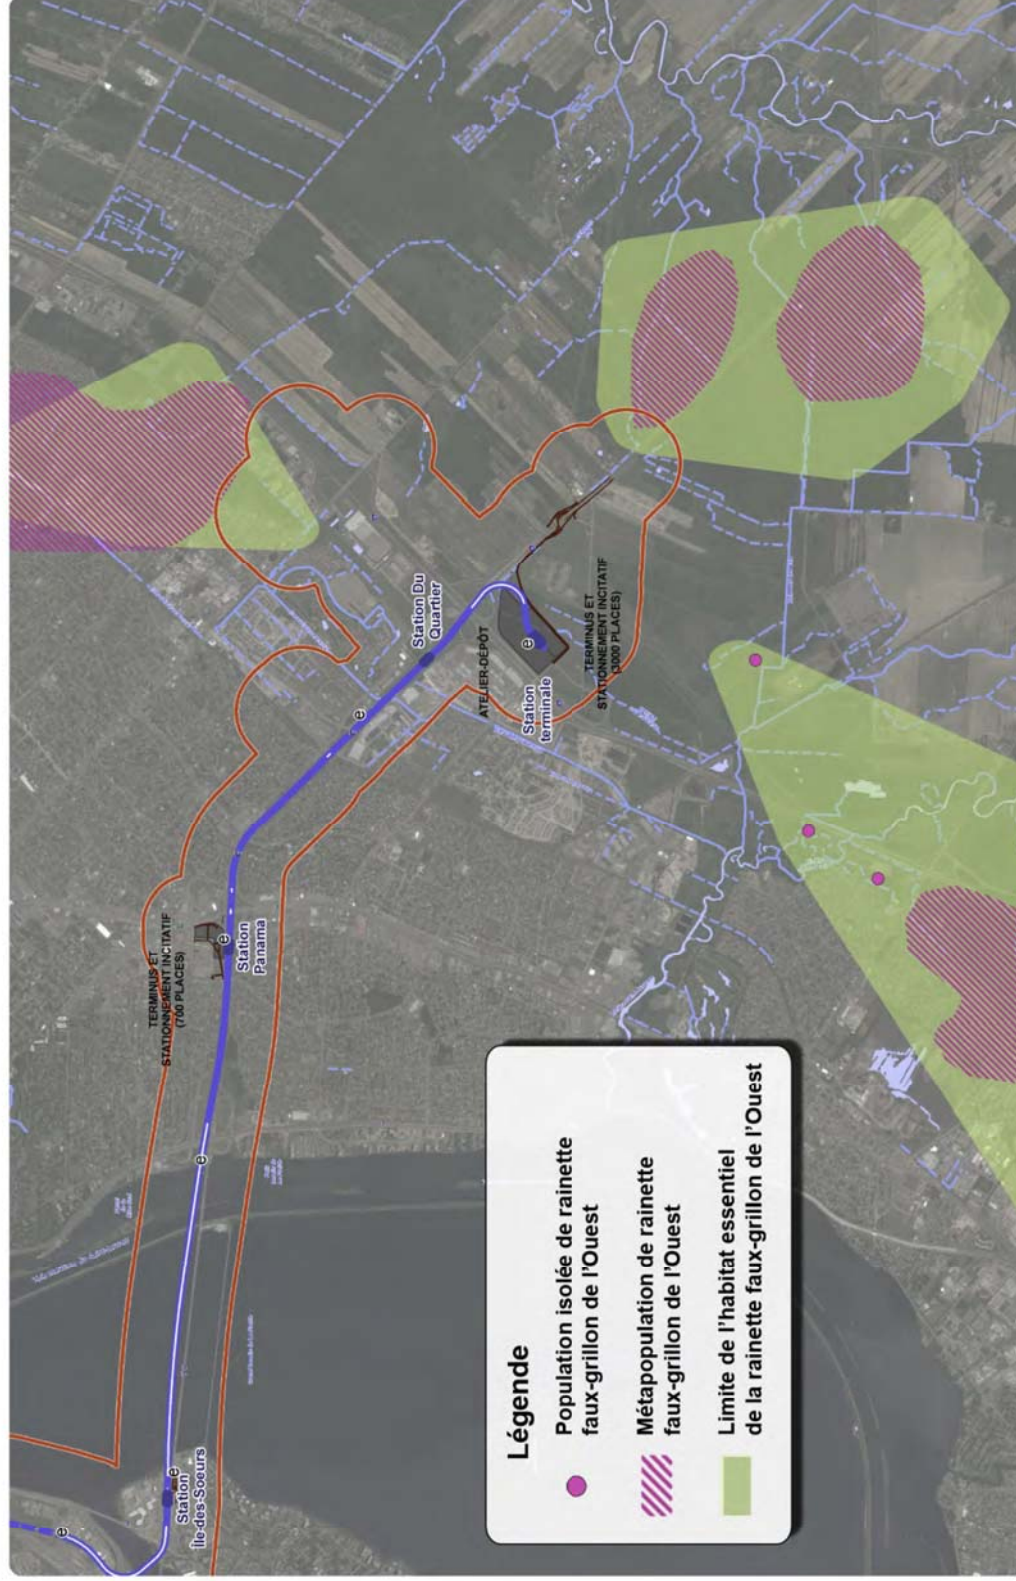 Station
Île-des-Soeurs
TERMINUS ET
STATIONNEMENT INCITATIF
(700 PLACES)
Station
Panama
Station Du
Quartier
ATELIER-DÉPÔT
Station
terminale
TERMINUS ET
STATIONNEMENT INCITATIF
(3000 PLACES)
e
e
e
e
e
e
Légende
Population isolée de rainette
faux-grillon de l'Ouest
Métapopulation de rainette
faux-grillon de l'Ouest
Limite de l'habitat essentiel
de la rainette faux-grillon de l'Ouest